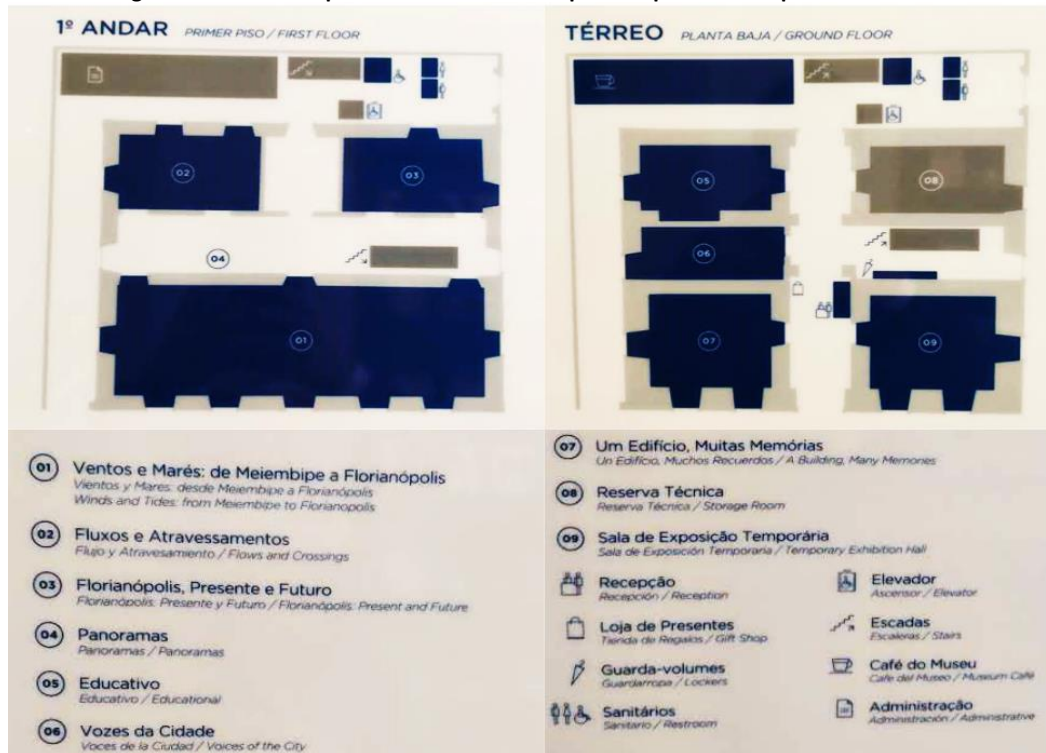 1º ANDAR PRIMER PISO / FIRST FLOOR
02
03
04
01
TÉRREO PLANTA BAJA / GROUND FLOOR
05
08
06
07
09
01 Ventos e Marés: de Meiembipe a Florianópolis
Vientos y Mares: desde Meiembipe a Florianópolis
Winds and Tides: from Meiembipe to Florianopolis
02 Fluxos e Atravessamentos
Flujo y Atravesamiento / Flows and Crossings
03 Florianópolis, Presente e Futuro
Florianópolis: Presente y Futuro / Florianópolis: Present and Future
04 Panoramas
Panoramas / Panoramas
05 Educativo
Educativo / Educational
06 Vozes da Cidade
Voces de la Ciudad / Voices of the City
07 Um Edifício, Muitas Memórias
Un Edificio, Muchos Recuerdos / A Building, Many Memories
08 Reserva Técnica
Reserva Técnica / Storage Room
09 Sala de Exposição Temporária
Sala de Exposición Temporaria / Temporary Exhibition Hall
Recepção
Recepción / Reception
Loja de Presentes
Tienda de Regalos / Gift Shop
Guarda-volumes
Guardarropa / Lockers
Sanitários
Sanitario / Restroom
Elevador
Ascensor / Elevator
Escadas
Escaleras / Stairs
Café do Museu
Café del Museo / Museum Café
Administração
Administración / Administrative